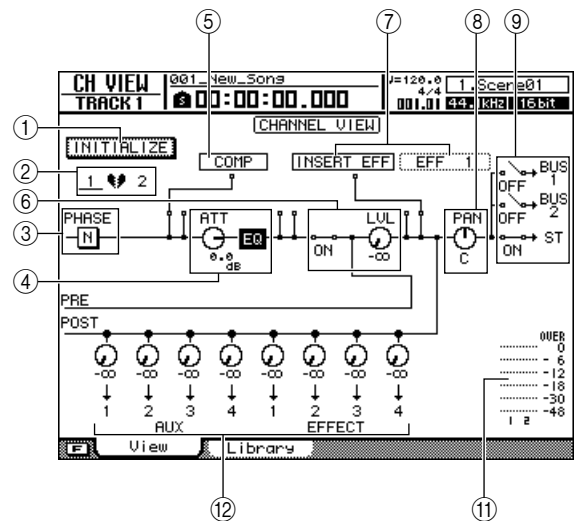 ⑤ ⑦ ⑧ ⑨
CH VIEW 001_New_Song ♩=120.0 4/4 1.Scene01
TRACK 1 S 00:00:00.000 001.01 44.1kHz 16bit
CHANNEL VIEW
① INITIALIZE
COMP INSERT EFF EFF 1
② 1 2
⑥
BUS 1
OFF
BUS 2
OFF
ST
ON
③ PHASE
N
ATT
EQ
0.0 dB
ON
LVL
-∞
PAN
C
④
PRE
POST
-∞ -∞ -∞ -∞ -∞ -∞ -∞ -∞
1 2 3 4 1 2 3 4
AUX EFFECT
OVER
0
- 6
-12
-18
-30
-48
1 2
F View Library
⑫ ⑪